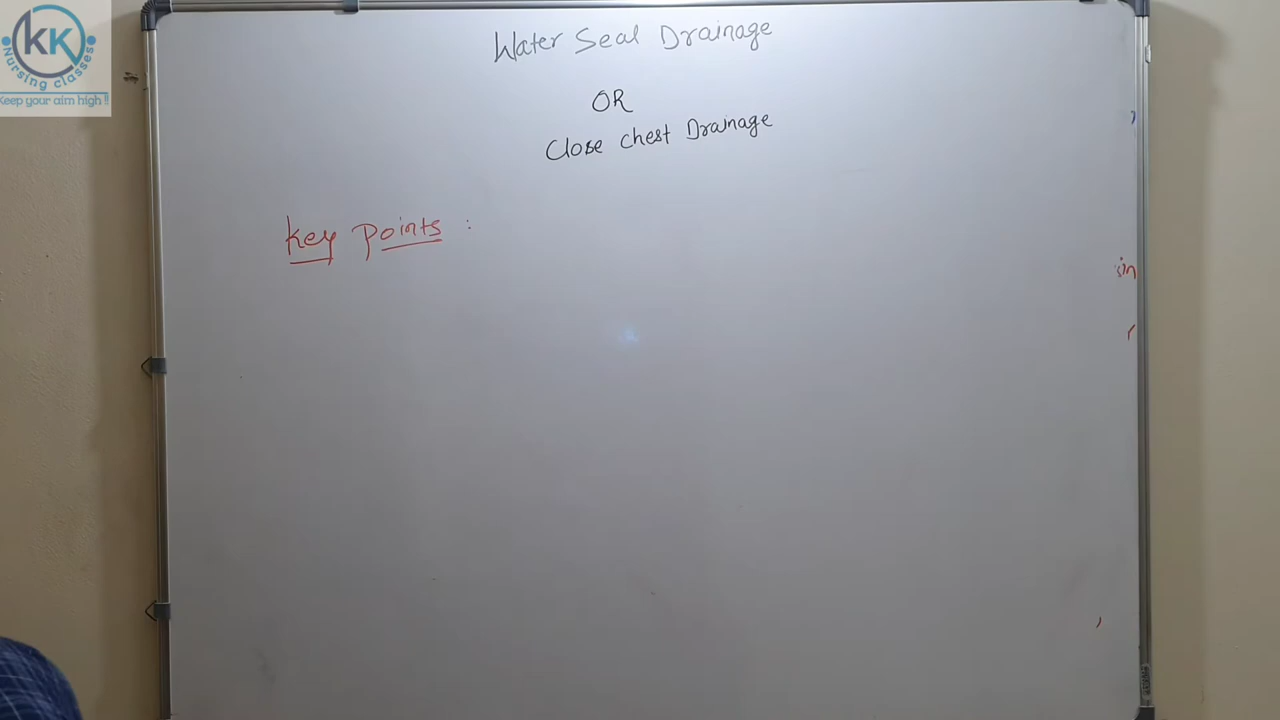 KK
Nursing classes
Keep your aim high !!
Water Seal Drainage
OR
Close Chest Drainage
Key Points :